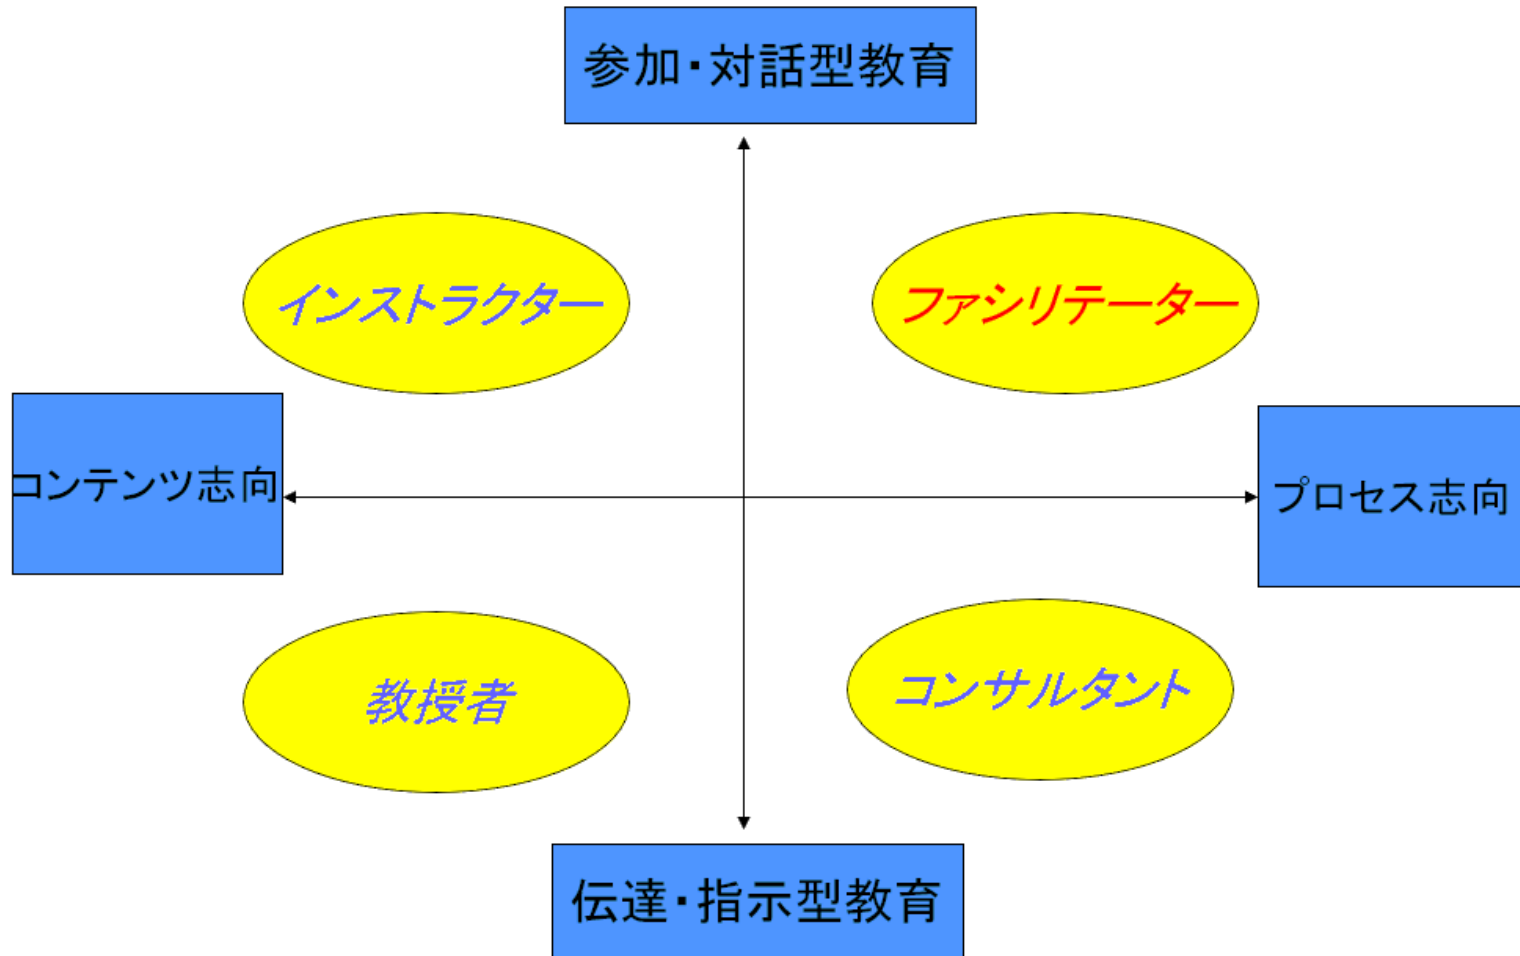 参加・対話型教育
インストラクター
ファシリテーター
コンテンツ志向
プロセス志向
教授者
コンサルタント
伝達・指示型教育